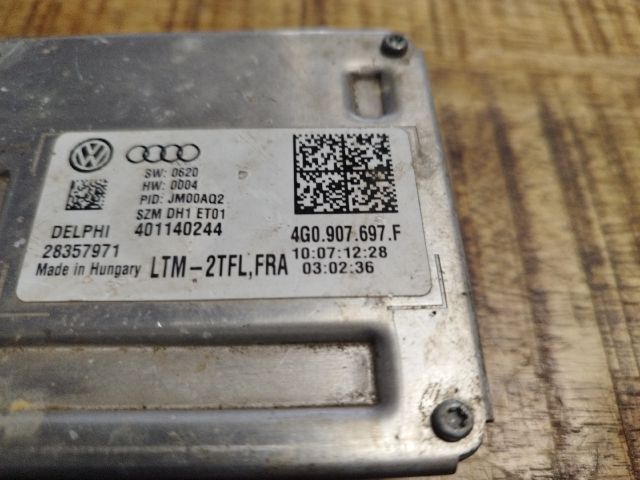 SW: 0620
HW: 0004
PID: JM00AQ2
SZM DH1 ET01
DELPHI 401140244
28357971
Made in Hungary LTM-2TFL,FRA
4G0.907.697.F
10:07:12:28
03:02:36